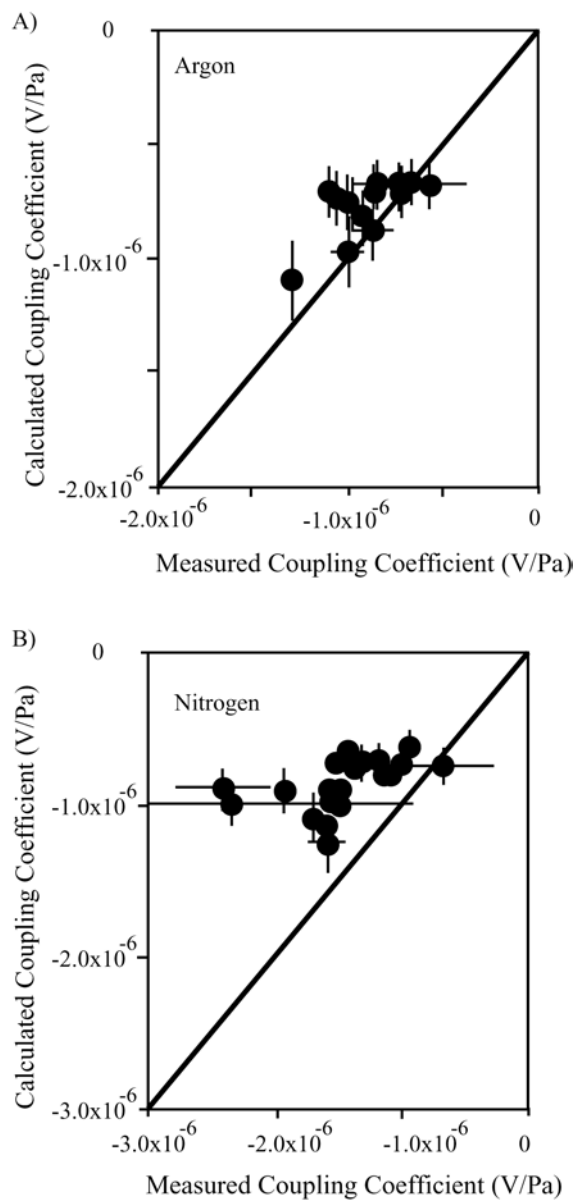 A)
0
Argon
Calculated Coupling Coefficient (V/Pa)
-1.0x10-6
-2.0x10-6
-2.0x10-6
-1.0x10-6
0
Measured Coupling Coefficient (V/Pa)
B)
0
Nitrogen
Calculated Coupling Coefficient (V/Pa)
-1.0x10-6
-2.0x10-6
-3.0x10-6
-3.0x10-6
-2.0x10-6
-1.0x10-6
0
Measured Coupling Coefficient (V/Pa)